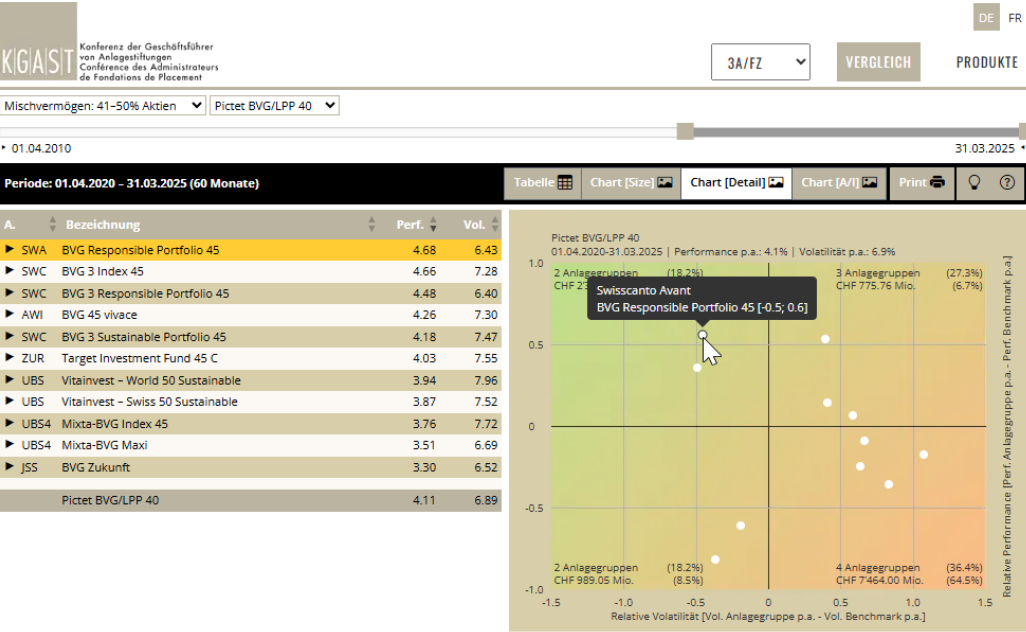 DE FR
K|G|A|S|T
Konferenz der Geschäftsführer
von Anlagestiftungen
Conférence des Administrateurs
de Fondations de Placement
3A/FZ VERGLEICH PRODUKTE
Mischvermögen: 41–50% Aktien Pictet BVG/LPP 40
01.04.2010 31.03.2025
Periode: 01.04.2020 – 31.03.2025 (60 Monate) Tabelle Chart [Size] Chart [Detail] Chart [A/I] Print ?
A. Bezeichnung Perf. Vol.
SWA BVG Responsible Portfolio 45 4.68 6.43
SWC BVG 3 Index 45 4.66 7.28
SWC BVG 3 Responsible Portfolio 45 4.48 6.40
AWI BVG 45 vivace 4.26 7.30
SWC BVG 3 Sustainable Portfolio 45 4.18 7.47
ZUR Target Investment Fund 45 C 4.03 7.55
UBS Vitainvest – World 50 Sustainable 3.94 7.96
UBS Vitainvest – Swiss 50 Sustainable 3.87 7.52
UBS4 Mixta-BVG Index 45 3.76 7.72
UBS4 Mixta-BVG Maxi 3.51 6.69
JSS BVG Zukunft 3.30 6.52
Pictet BVG/LPP 40 4.11 6.89
Pictet BVG/LPP 40
01.04.2020-31.03.2025 | Performance p.a.: 4.1% | Volatilität p.a.: 6.9%
1.0
2 Anlagegruppen (18.2%) 3 Anlagegruppen (27.3%)
CHF CHF 775.76 Mio. (6.7%)
Swisscanto Avant
BVG Responsible Portfolio 45 [-0.5; 0.6]
0.5
0
-0.5
2 Anlagegruppen (18.2%) 4 Anlagegruppen (36.4%)
CHF 989.05 Mio. (8.5%) CHF 7'464.00 Mio. (64.5%)
-1.0
-1.5 -1.0 -0.5 0 0.5 1.0 1.5
Relative Volatilität [Vol. Anlagegruppe p.a. - Vol. Benchmark p.a.]
Relative Performance [Perf. Anlagegruppe p.a. - Perf. Benchmark p.a.]